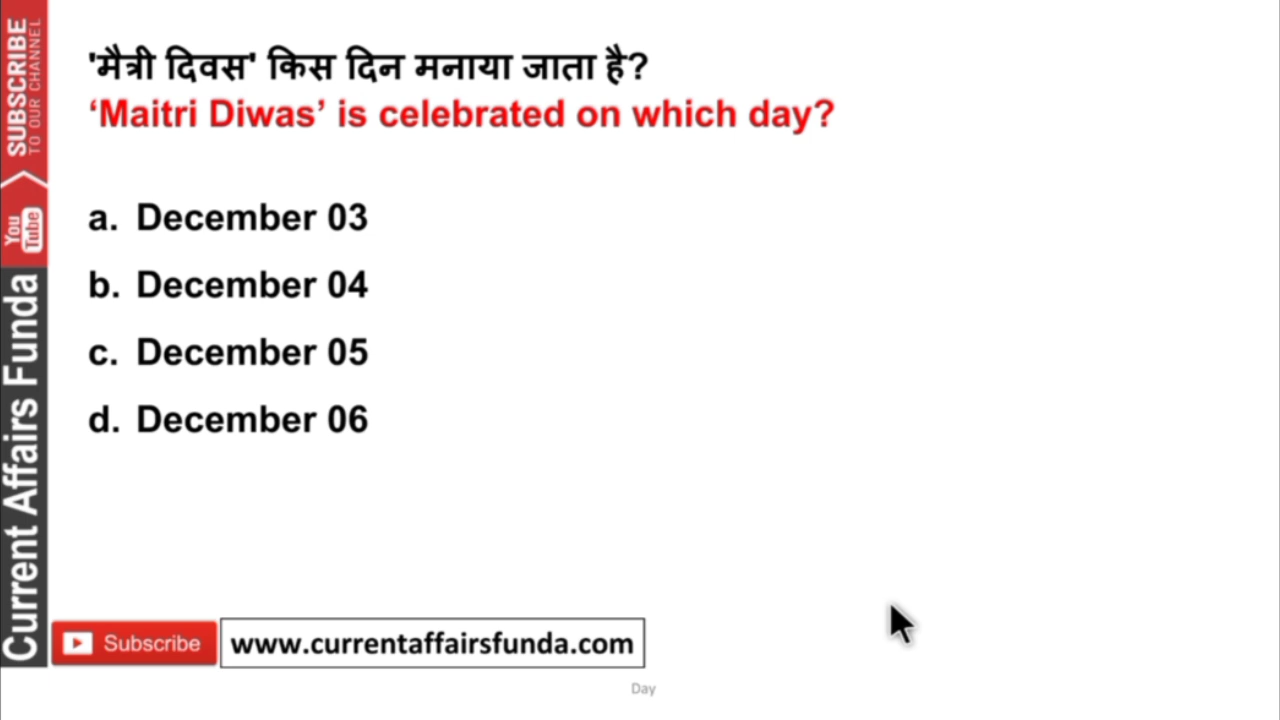 'मैत्री दिवस' किस दिन मनाया जाता है?
‘Maitri Diwas’ is celebrated on which day?
a. December 03
b. December 04
c. December 05
d. December 06
SUBSCRIBE
TO OUR CHANNEL
You
Tube
Current Affairs Funda
Subscribe
www.currentaffairsfunda.com
Day